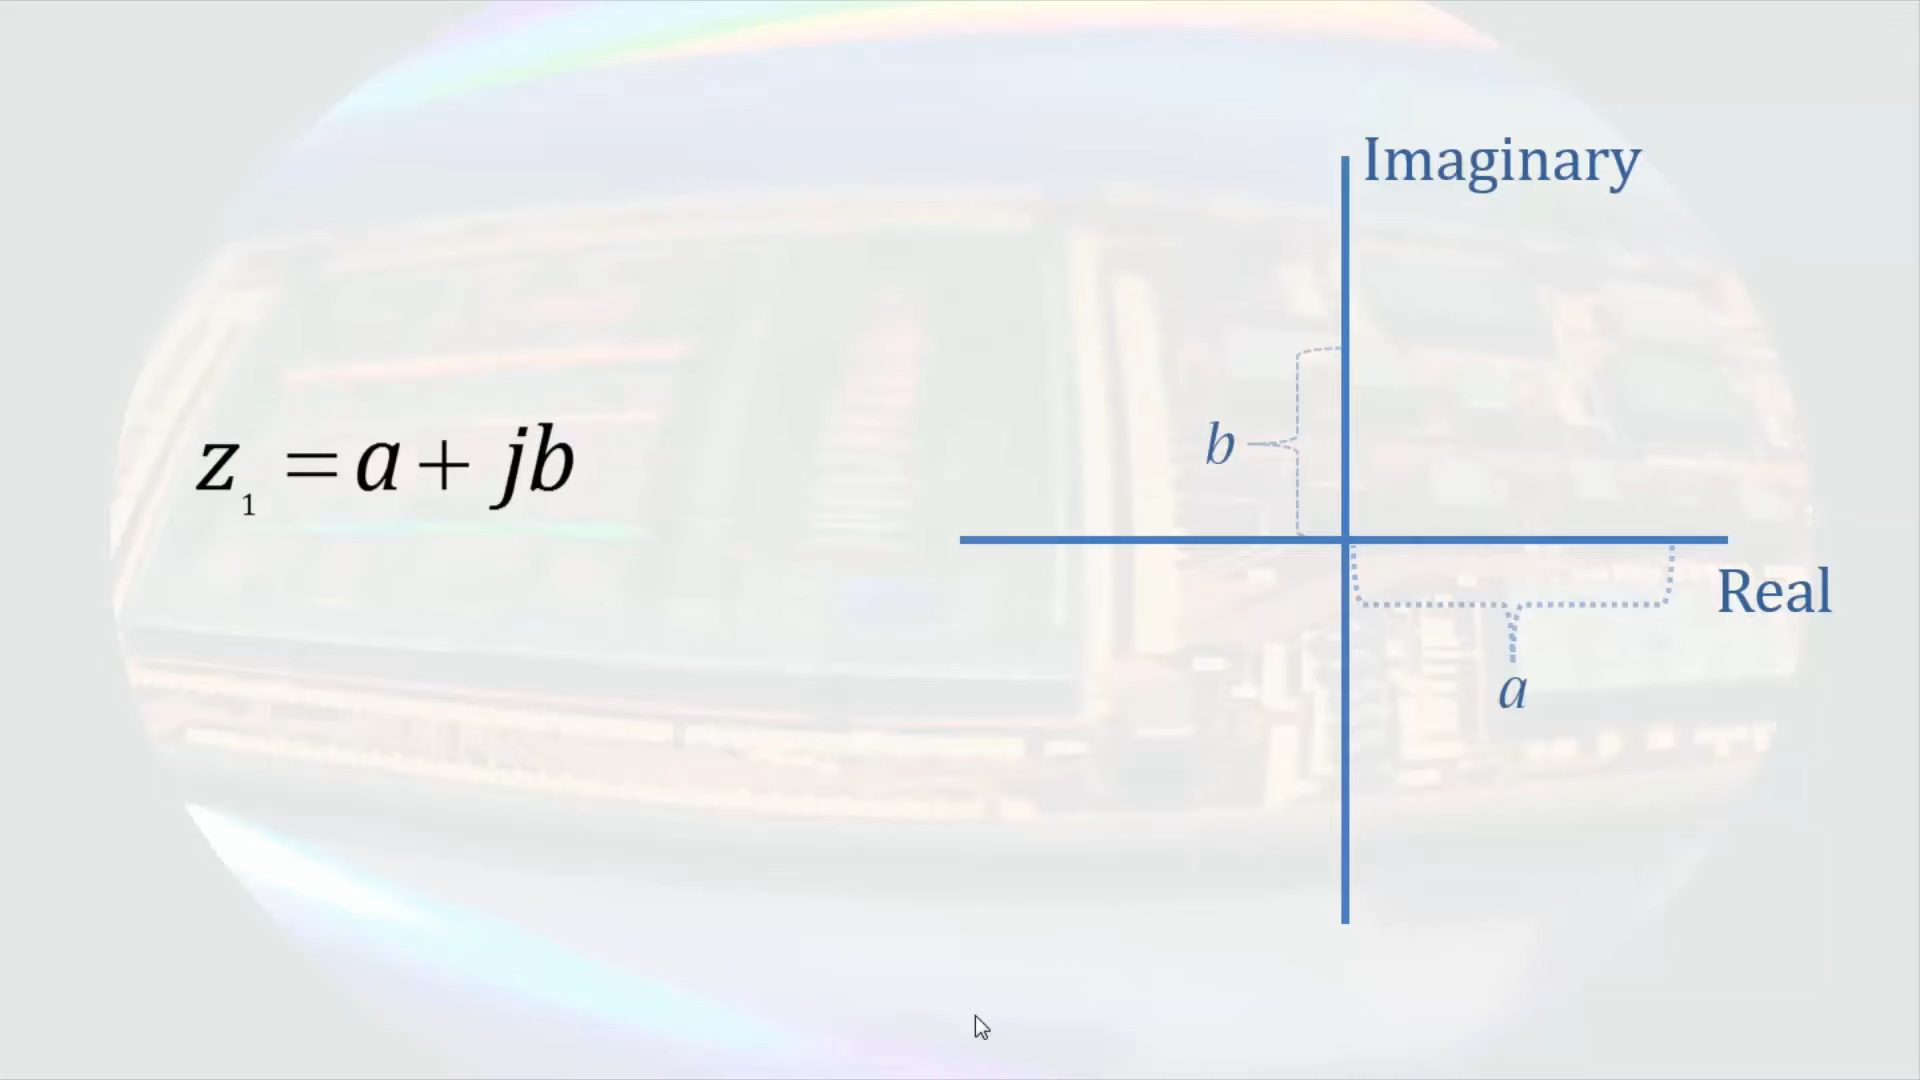 Imaginary
z₁ = a + jb
b
Real
a